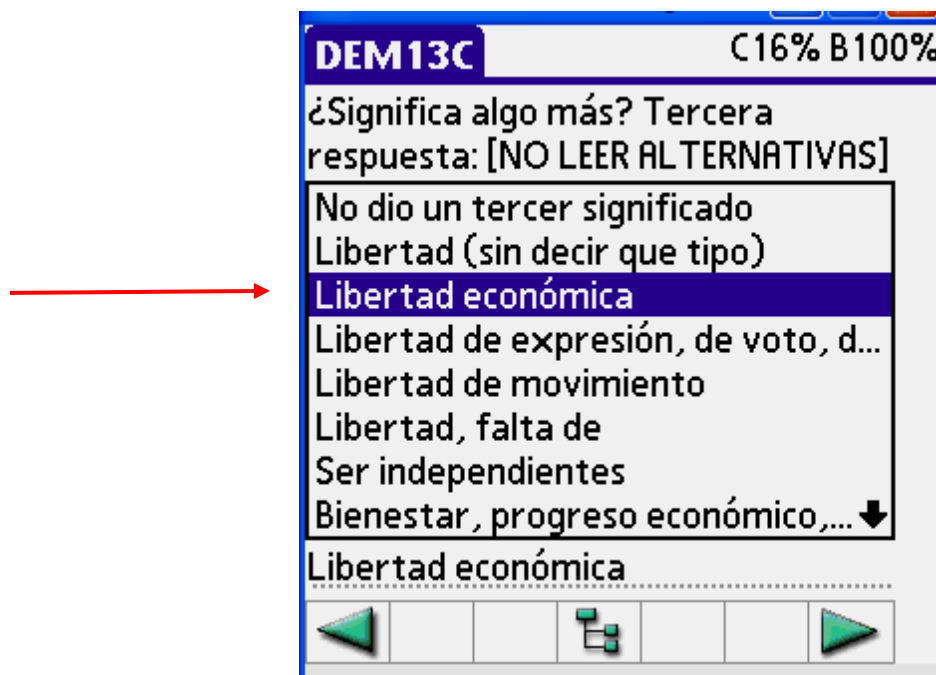 DEM13C C16% B100%
¿Significa algo más? Tercera
respuesta: [NO LEER ALTERNATIVAS]
No dio un tercer significado
Libertad (sin decir que tipo)
Libertad económica
Libertad de expresión, de voto, d...
Libertad de movimiento
Libertad, falta de
Ser independientes
Bienestar, progreso económico,...
Libertad económica